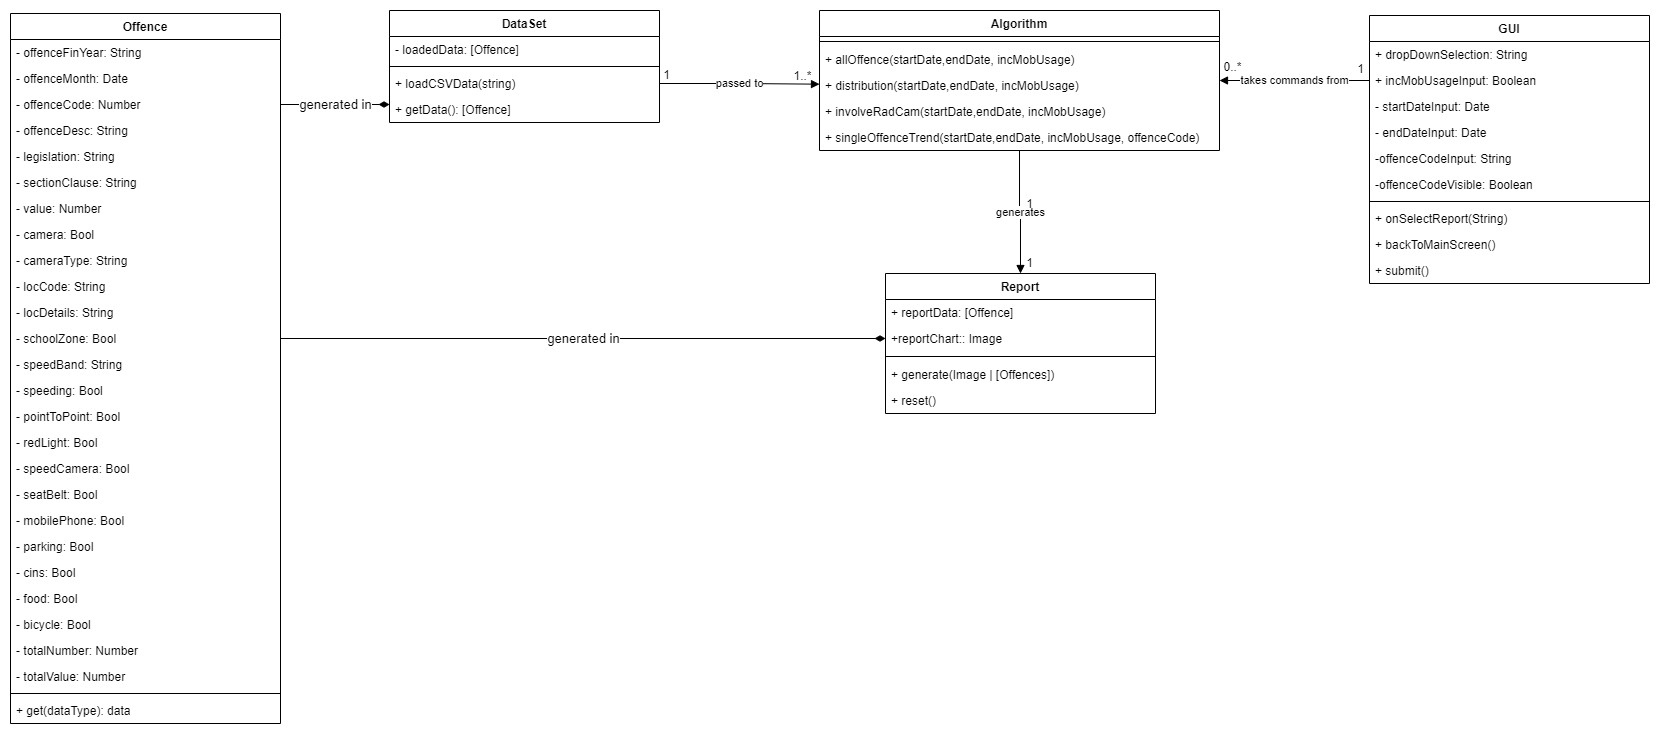 Offence
- offenceFinYear: String
- offenceMonth: Date
- offenceCode: Number
- offenceDesc: String
- legislation: String
- sectionClause: String
- value: Number
- camera: Bool
- cameraType: String
- locCode: String
- locDetails: String
- schoolZone: Bool
- speedBand: String
- speeding: Bool
- pointToPoint: Bool
- redLight: Bool
- speedCamera: Bool
- seatBelt: Bool
- mobilePhone: Bool
- parking: Bool
- cins: Bool
- food: Bool
- bicycle: Bool
- totalNumber: Number
- totalValue: Number
+ get(dataType): data
generated in
DataSet
- loadedData: [Offence]
+ loadCSVData(string)
+ getData(): [Offence]
1
passed to
1..*
Algorithm
+ allOffence(startDate,endDate, incMobUsage)
+ distribution(startDate,endDate, incMobUsage)
+ involveRadCam(startDate,endDate, incMobUsage)
+ singleOffenceTrend(startDate,endDate, incMobUsage, offenceCode)
0..*
takes commands from
1
GUI
+ dropDownSelection: String
+ incMobUsageInput: Boolean
- startDateInput: Date
- endDateInput: Date
-offenceCodeInput: String
-offenceCodeVisible: Boolean
+ onSelectReport(String)
+ backToMainScreen()
+ submit()
1
generates
1
Report
+ reportData: [Offence]
+reportChart:: Image
+ generate(Image | [Offences])
+ reset()
generated in